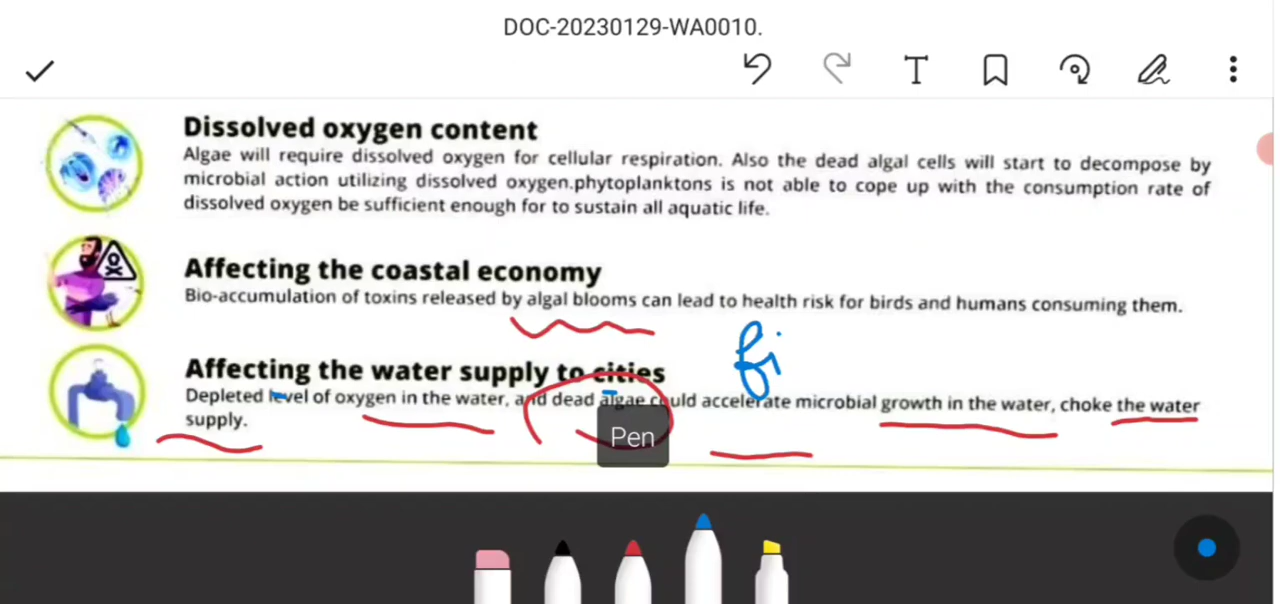 DOC-20230129-WA0010.
T
Dissolved oxygen content
Algae will require dissolved oxygen for cellular respiration. Also the dead algal cells will start to decompose by
microbial action utilizing dissolved oxygen.phytoplanktons is not able to cope up with the consumption rate of
dissolved oxygen be sufficient enough for to sustain all aquatic life.
Affecting the coastal economy
Bio-accumulation of toxins released by algal blooms can lead to health risk for birds and humans consuming them.
fi
Affecting the water supply to cities
Depleted level of oxygen in the water, and dead algae could accelerate microbial growth in the water, choke the water
supply.
Pen